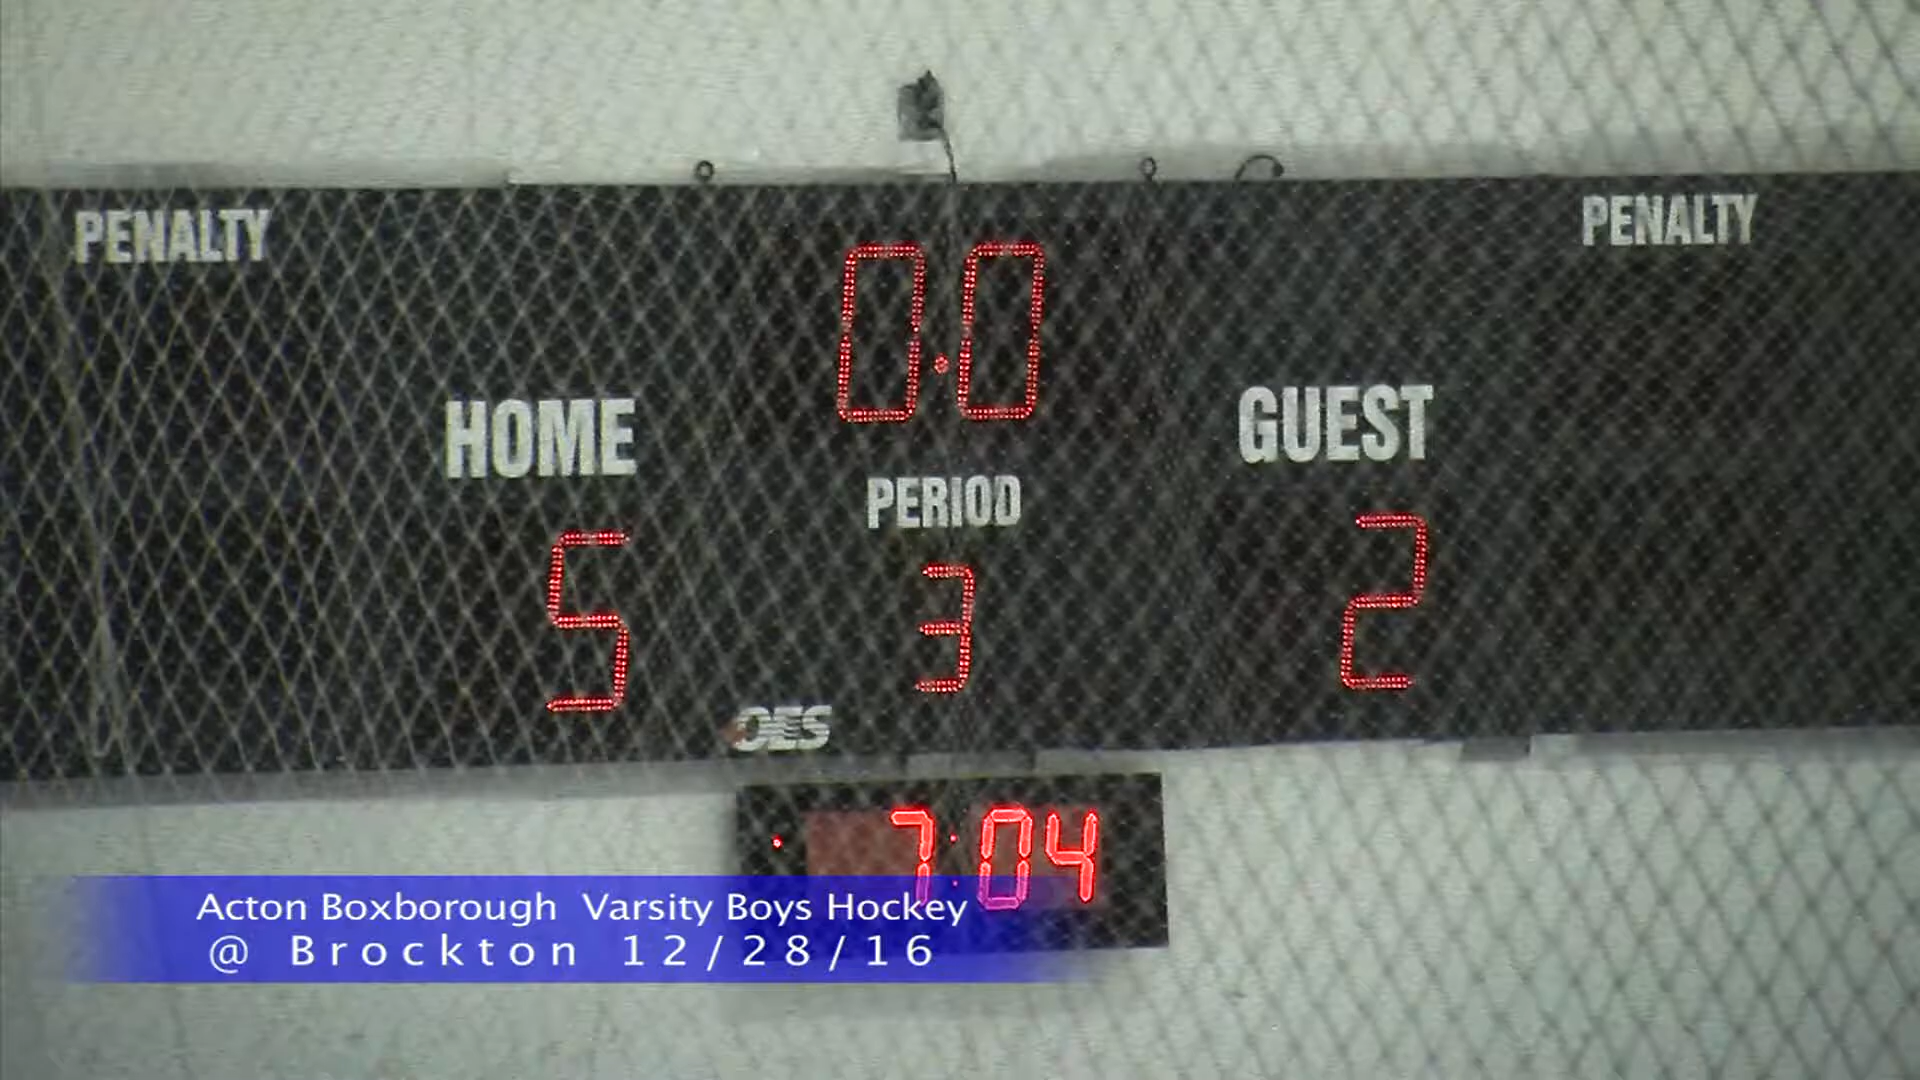 PENALTY
PENALTY
0.0
HOME
GUEST
PERIOD
5
3
2
OES
7:04
Acton Boxborough Varsity Boys Hockey
@ Brockton 12/28/16